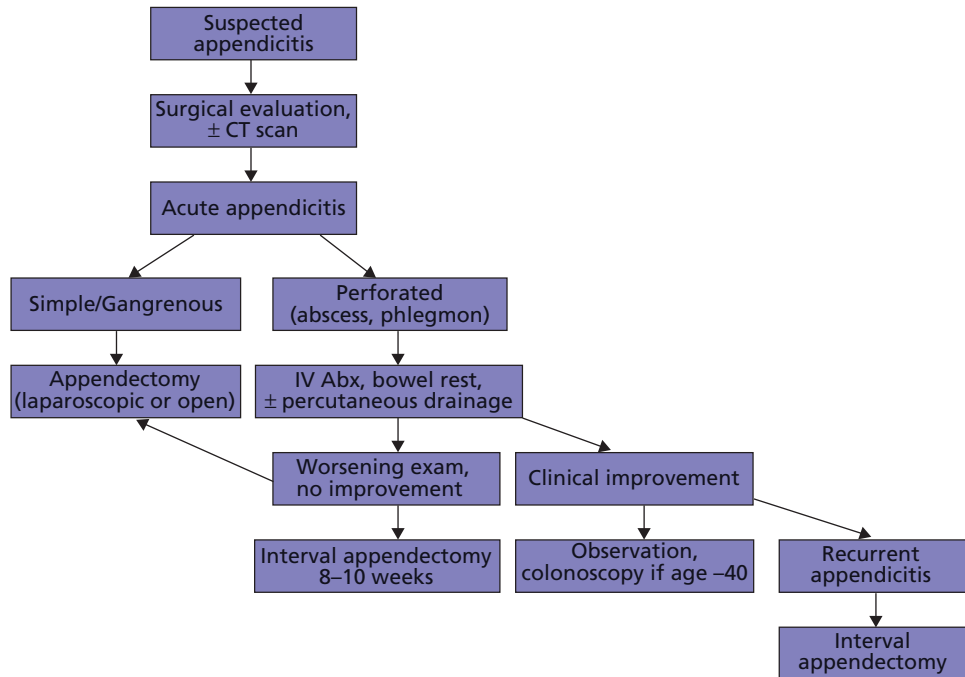 Suspected
appendicitis
Surgical evaluation,
± CT scan
Acute appendicitis
Simple/Gangrenous
Perforated
(abscess, phlegmon)
Appendectomy
(laparoscopic or open)
IV Abx, bowel rest,
± percutaneous drainage
Worsening exam,
no improvement
Clinical improvement
Interval appendectomy
8–10 weeks
Observation,
colonoscopy if age –40
Recurrent
appendicitis
Interval
appendectomy